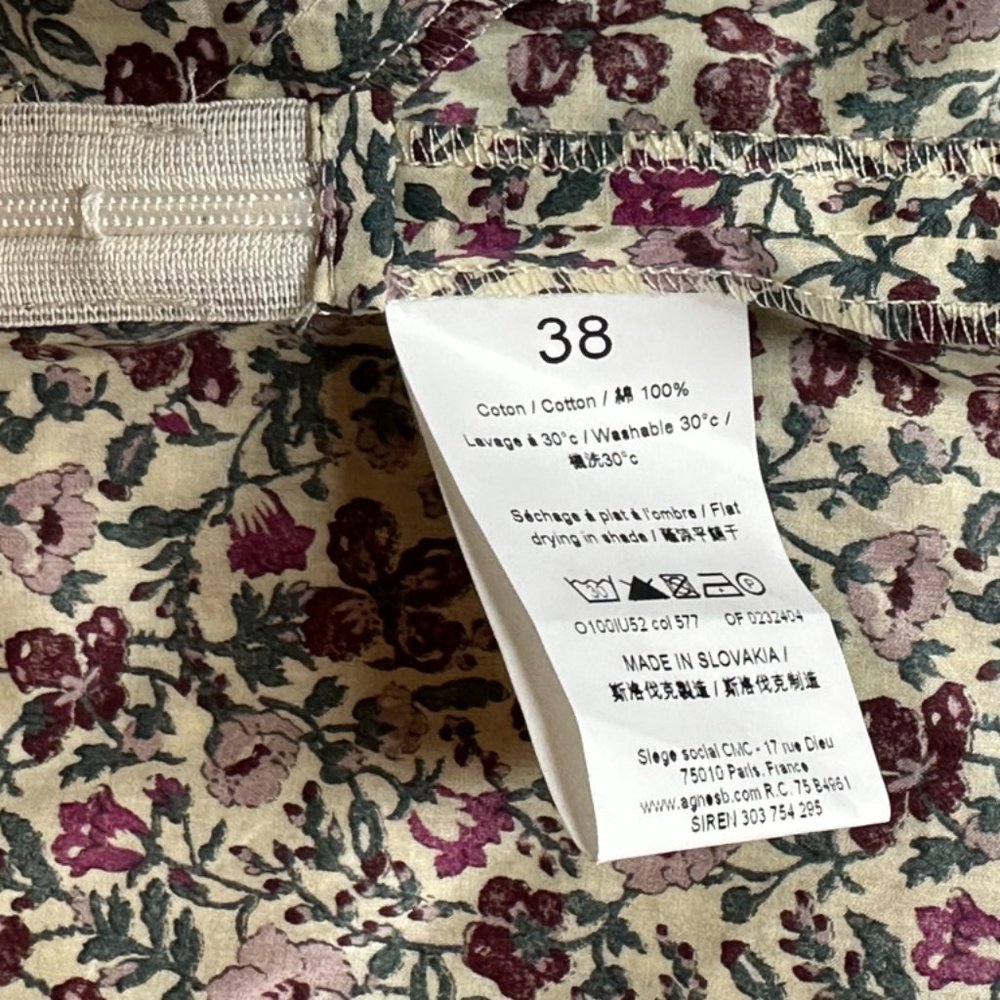 38
Coton / Cotton / 綿 100%
Lavage à 30°c / Washable 30°c /
機洗30°c
Séchage à plat à l'ombre / Flat
drying in shade / 平鋪干
30 P
O100IU52 col 577 OF 0232404
MADE IN SLOVAKIA /
斯洛伐克製造 / 斯洛伐克制造
Siege social CMC - 17 rue Dieu
75010 Paris. France
www.agnesb.com R.C. 75 B4961
SIREN 303 754 295